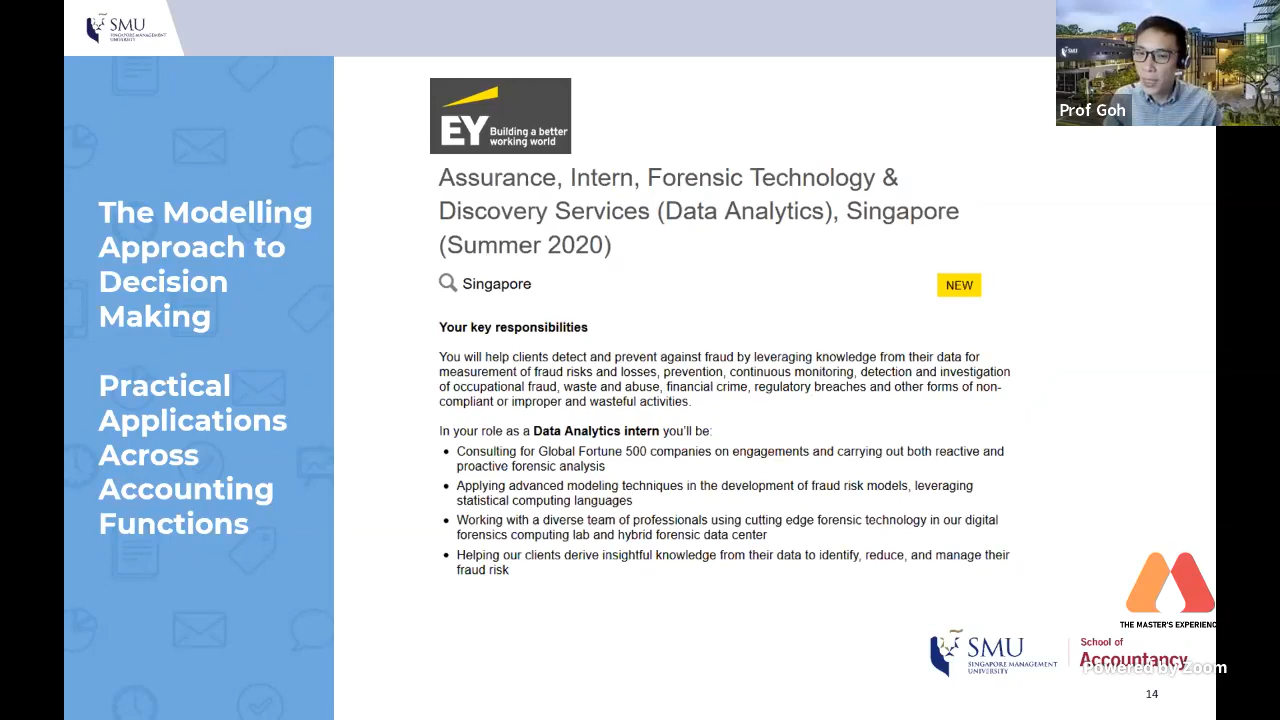 SMU
SINGAPORE MANAGEMENT
UNIVERSITY
The Modelling
Approach to
Decision
Making
Practical
Applications
Across
Accounting
Functions
EY
Building a better
working world
Assurance, Intern, Forensic Technology &
Discovery Services (Data Analytics), Singapore
(Summer 2020)
Singapore
NEW
Your key responsibilities
You will help clients detect and prevent against fraud by leveraging knowledge from their data for
measurement of fraud risks and losses, prevention, continuous monitoring, detection and investigation
of occupational fraud, waste and abuse, financial crime, regulatory breaches and other forms of non-
compliant or improper and wasteful activities.
In your role as a Data Analytics intern you'll be:
• Consulting for Global Fortune 500 companies on engagements and carrying out both reactive and
proactive forensic analysis
• Applying advanced modeling techniques in the development of fraud risk models, leveraging
statistical computing languages
• Working with a diverse team of professionals using cutting edge forensic technology in our digital
forensics computing lab and hybrid forensic data center
• Helping our clients derive insightful knowledge from their data to identify, reduce, and manage their
fraud risk
SMU
Prof Goh
THE MASTER'S EXPERIENC
SMU
SINGAPORE MANAGEMENT
UNIVERSITY
School of
Accountancy
Powered by Zoom
14